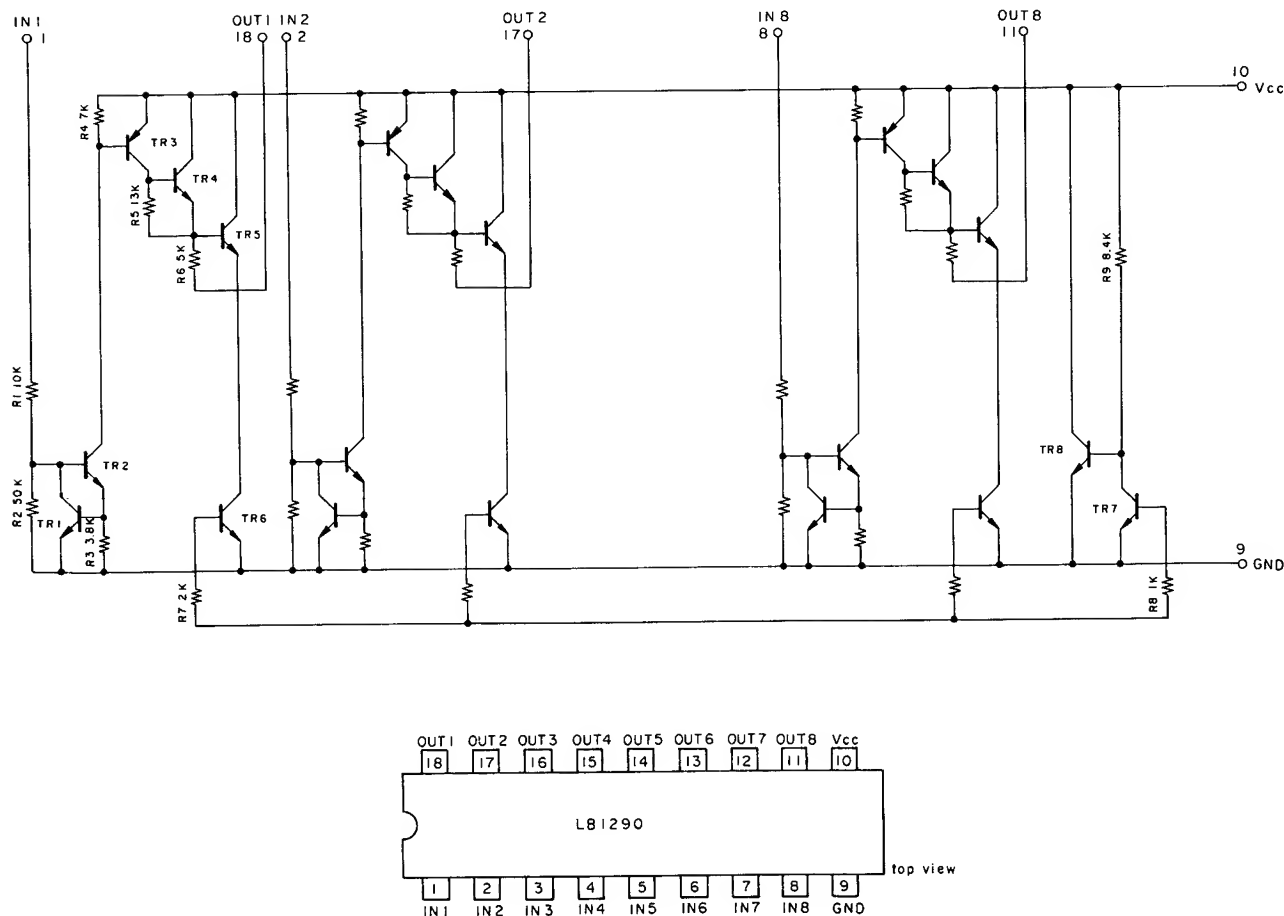 IN1 OUT1 IN2 OUT2 IN8 OUT8
1 18 2 17 8 11
10
Vcc
R4 7K
TR3
TR4
R5 13K
TR5
R6 5K
R9 8.4K
R1 10K
TR2
TR8
R2 50K
TR1
R3 3.8K
TR6
TR7
9
GND
R7 2K
R8 1K
OUT1 OUT2 OUT3 OUT4 OUT5 OUT6 OUT7 OUT8 Vcc
18 17 16 15 14 13 12 11 10
LB1290
top view
1 2 3 4 5 6 7 8 9
IN1 IN2 IN3 IN4 IN5 IN6 IN7 IN8 GND